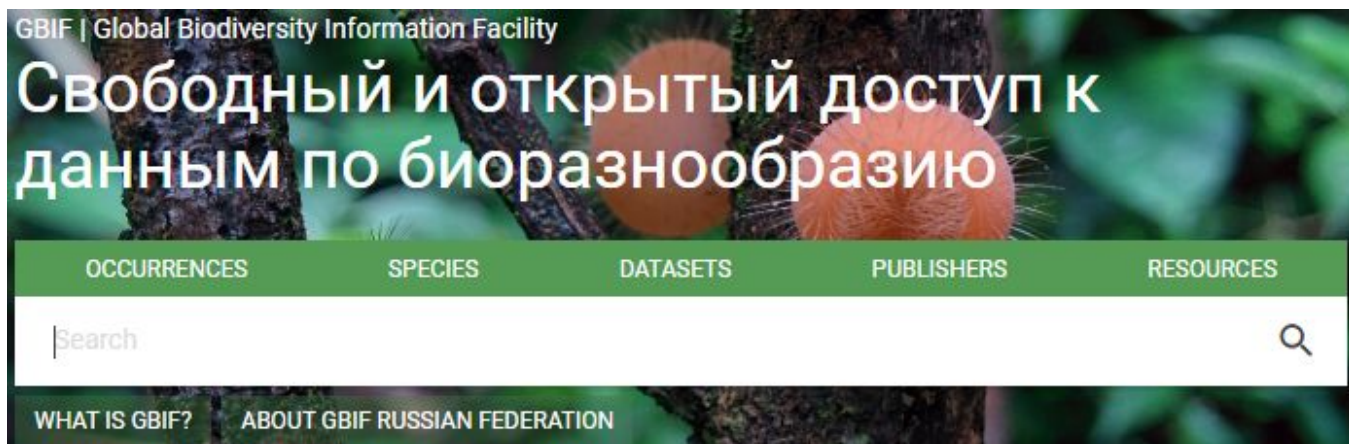 GBIF | Global Biodiversity Information Facility
Свободный и открытый доступ к
данным по биоразнообразию
OCCURRENCES SPECIES DATASETS PUBLISHERS RESOURCES
Search
WHAT IS GBIF? ABOUT GBIF RUSSIAN FEDERATION